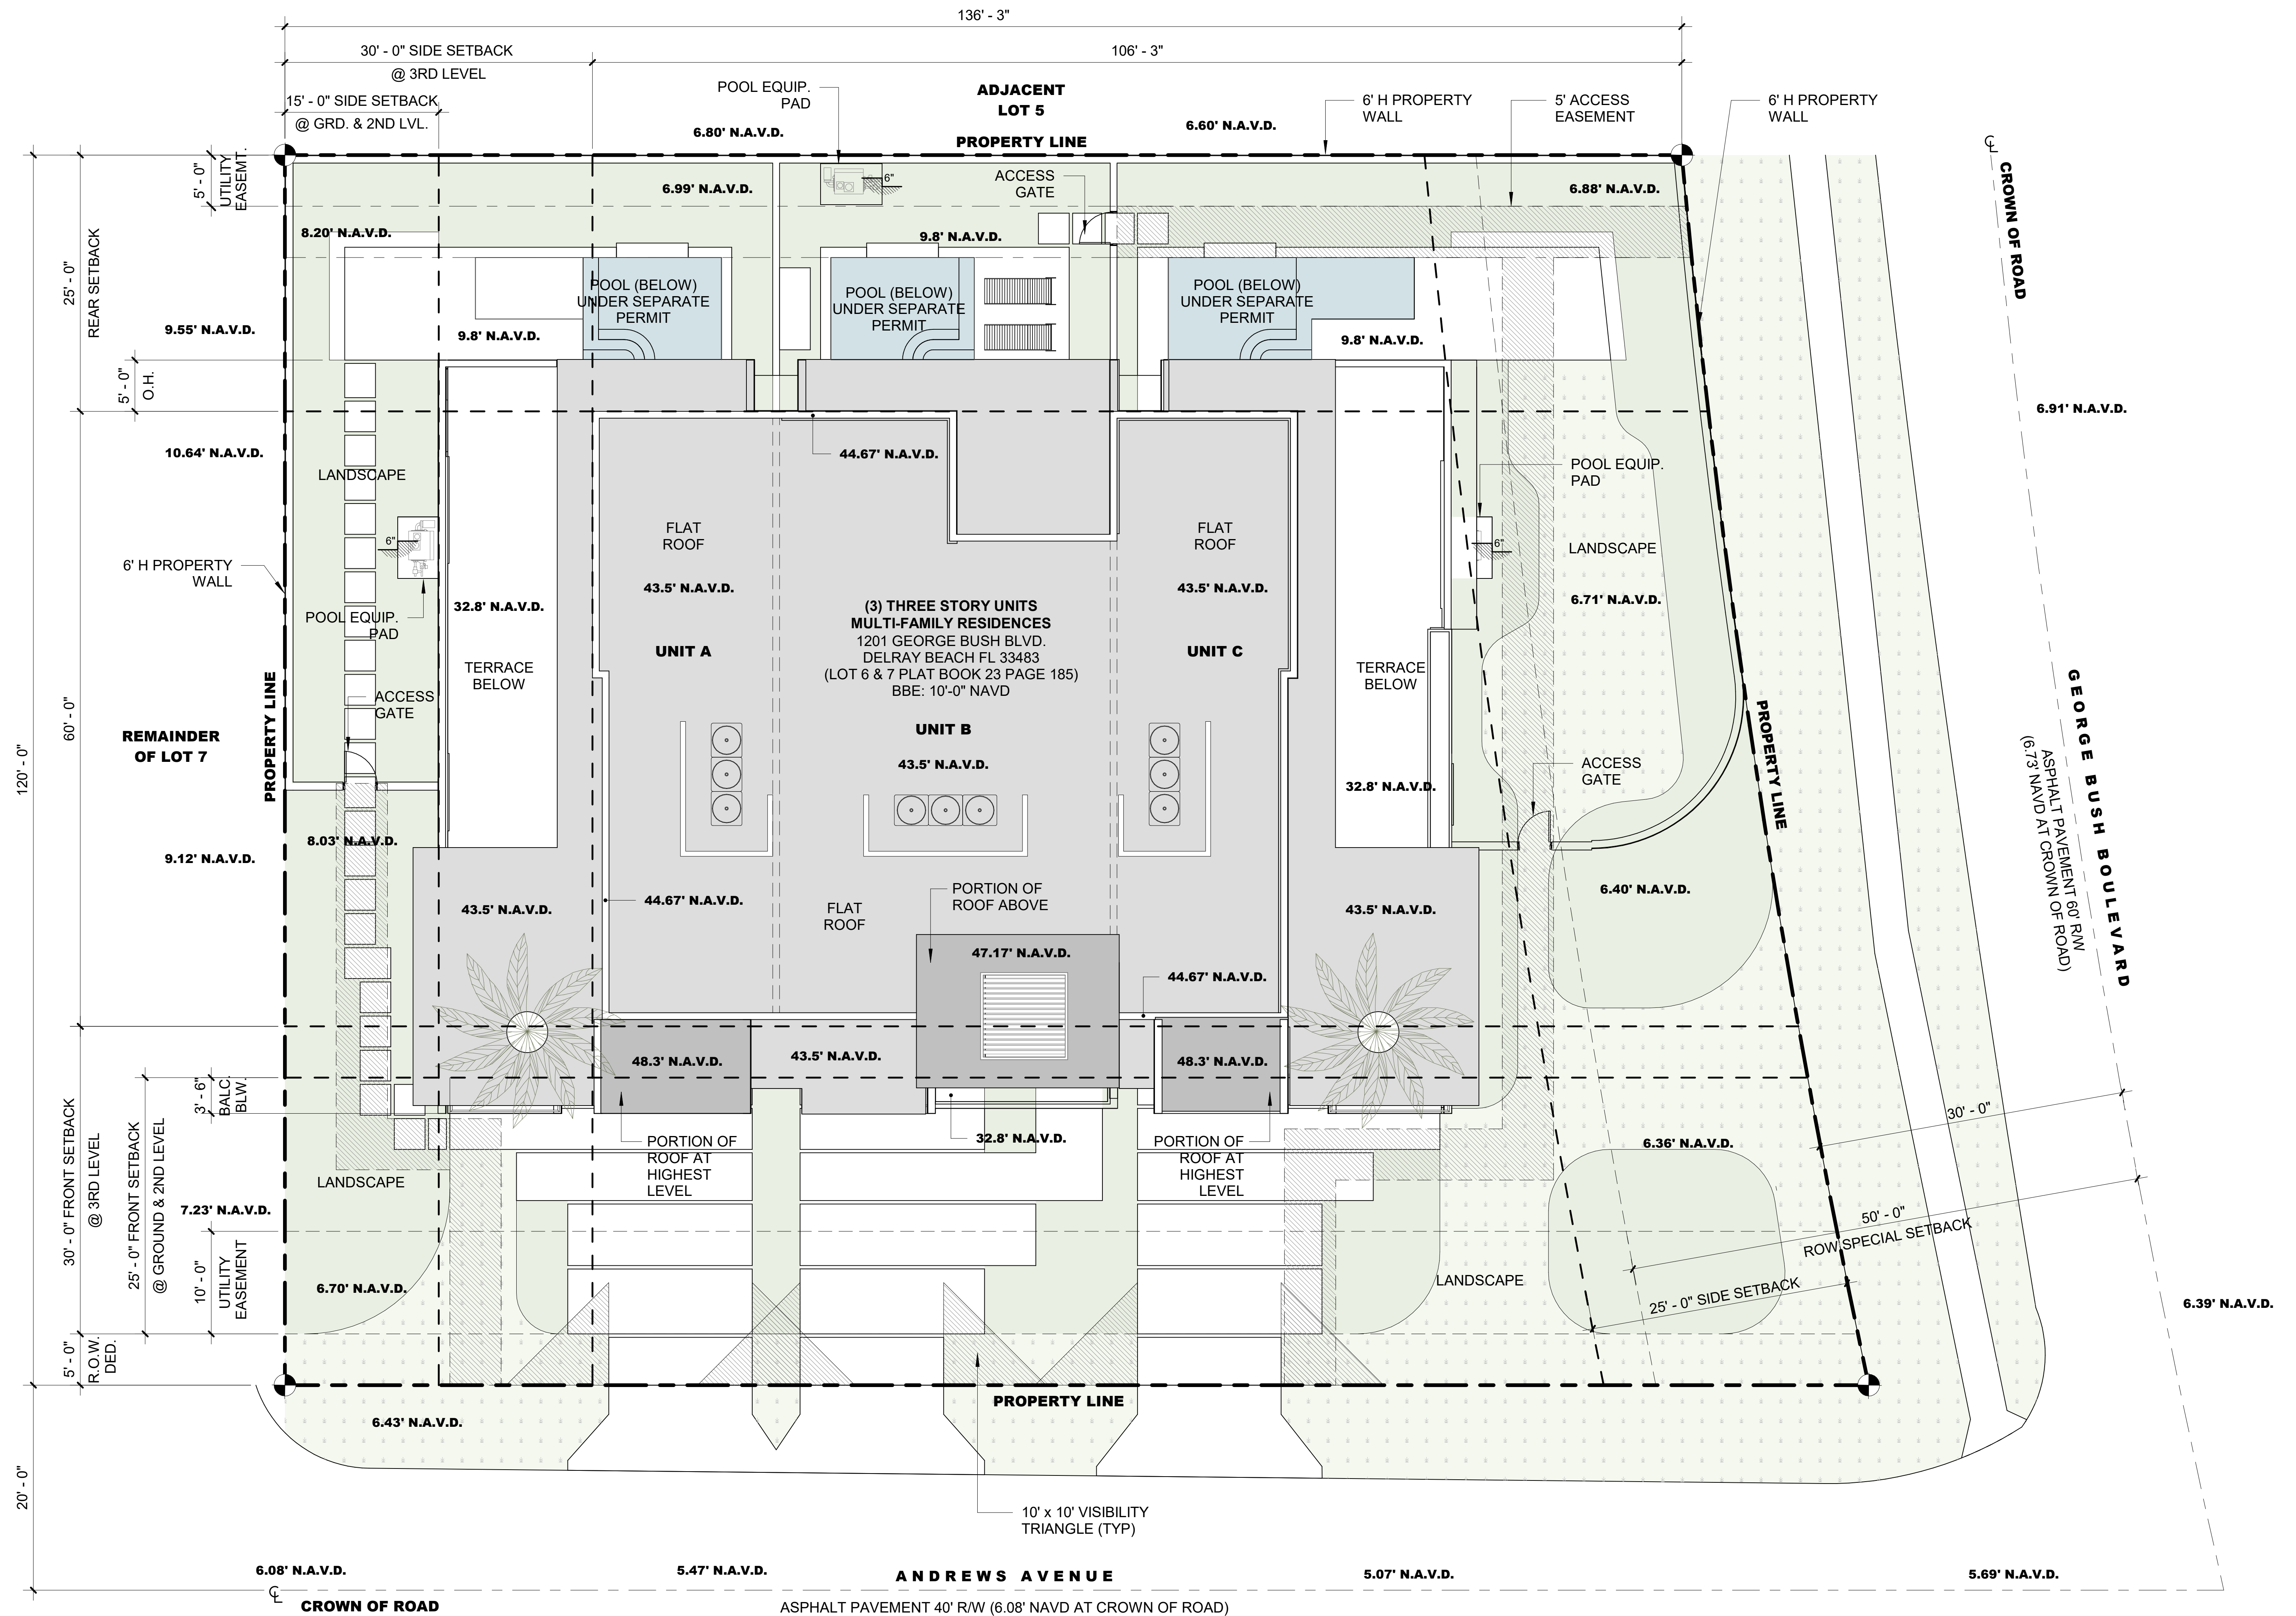 136' - 3"
30' - 0" SIDE SETBACK
@ 3RD LEVEL
106' - 3"
15' - 0" SIDE SETBACK
@ GRD. & 2ND LVL.
POOL EQUIP.
PAD
ADJACENT
LOT 5
6' H PROPERTY
WALL
5' ACCESS
EASEMENT
6' H PROPERTY
WALL
6.80' N.A.V.D.
6.60' N.A.V.D.
PROPERTY LINE
℄
CROWN OF ROAD
5' - 0"
UTILITY
EASEMT.
6"
ACCESS
GATE
6.99' N.A.V.D.
6.88' N.A.V.D.
8.20' N.A.V.D.
9.8' N.A.V.D.
25' - 0"
REAR SETBACK
POOL (BELOW)
UNDER SEPARATE
PERMIT
POOL (BELOW)
UNDER SEPARATE
PERMIT
POOL (BELOW)
UNDER SEPARATE
PERMIT
9.55' N.A.V.D.
9.8' N.A.V.D.
9.8' N.A.V.D.
5' - 0"
O.H.
6.91' N.A.V.D.
10.64' N.A.V.D.
44.67' N.A.V.D.
LANDSCAPE
POOL EQUIP.
PAD
FLAT
ROOF
FLAT
ROOF
6"
6"
LANDSCAPE
6' H PROPERTY
WALL
43.5' N.A.V.D.
43.5' N.A.V.D.
6.71' N.A.V.D.
32.8' N.A.V.D.
POOL EQUIP.
PAD
(3) THREE STORY UNITS
MULTI-FAMILY RESIDENCES
1201 GEORGE BUSH BLVD.
DELRAY BEACH FL 33483
(LOT 6 & 7 PLAT BOOK 23 PAGE 185)
BBE: 10'-0" NAVD
UNIT A
UNIT C
TERRACE
BELOW
TERRACE
BELOW
ACCESS
GATE
PROPERTY LINE
PROPERTY LINE
60' - 0"
120' - 0"
REMAINDER
OF LOT 7
UNIT B
43.5' N.A.V.D.
ACCESS
GATE
32.8' N.A.V.D.
GEORGE BUSH BOULEVARD
ASPHALT PAVEMENT 60' R/W
(6.73' NAVD AT CROWN OF ROAD)
8.03' N.A.V.D.
9.12' N.A.V.D.
PORTION OF
ROOF ABOVE
6.40' N.A.V.D.
44.67' N.A.V.D.
43.5' N.A.V.D.
FLAT
ROOF
43.5' N.A.V.D.
47.17' N.A.V.D.
44.67' N.A.V.D.
48.3' N.A.V.D.
43.5' N.A.V.D.
48.3' N.A.V.D.
3' - 6"
BALC.
BLW.
30' - 0" FRONT SETBACK
@ 3RD LEVEL
25' - 0" FRONT SETBACK
@ GROUND & 2ND LEVEL
30' - 0"
32.8' N.A.V.D.
PORTION OF
ROOF AT
HIGHEST
LEVEL
PORTION OF
ROOF AT
HIGHEST
LEVEL
6.36' N.A.V.D.
LANDSCAPE
7.23' N.A.V.D.
50' - 0"
ROW SPECIAL SETBACK
10' - 0"
UTILITY
EASEMENT
6.70' N.A.V.D.
LANDSCAPE
25' - 0" SIDE SETBACK
6.39' N.A.V.D.
5' - 0"
R.O.W.
DED.
PROPERTY LINE
6.43' N.A.V.D.
20' - 0"
10' x 10' VISIBILITY
TRIANGLE (TYP)
6.08' N.A.V.D.
5.47' N.A.V.D.
ANDREWS AVENUE
5.07' N.A.V.D.
5.69' N.A.V.D.
℄
CROWN OF ROAD
ASPHALT PAVEMENT 40' R/W (6.08' NAVD AT CROWN OF ROAD)